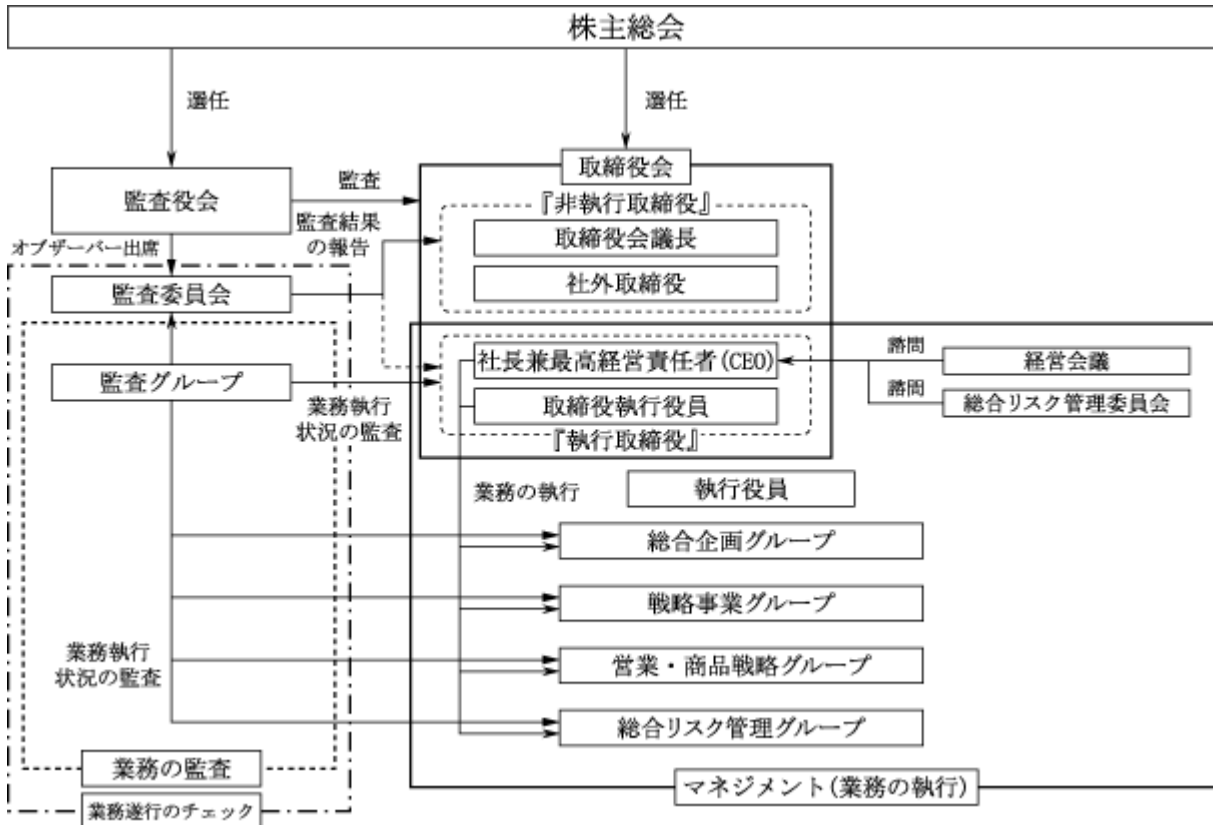 株主総会
選任
選任
取締役会
監査役会
監査
『非執行取締役』
監査結果
の報告
取締役会議長
オブザーバー出席
社外取締役
監査委員会
社長兼最高経営責任者(CEO)
諮問
経営会議
監査グループ
業務執行
状況の監査
取締役執行役員
諮問
総合リスク管理委員会
『執行取締役』
業務の執行
執行役員
総合企画グループ
戦略事業グループ
業務執行
状況の監査
営業・商品戦略グループ
総合リスク管理グループ
業務の監査
マネジメント(業務の執行)
業務遂行のチェック